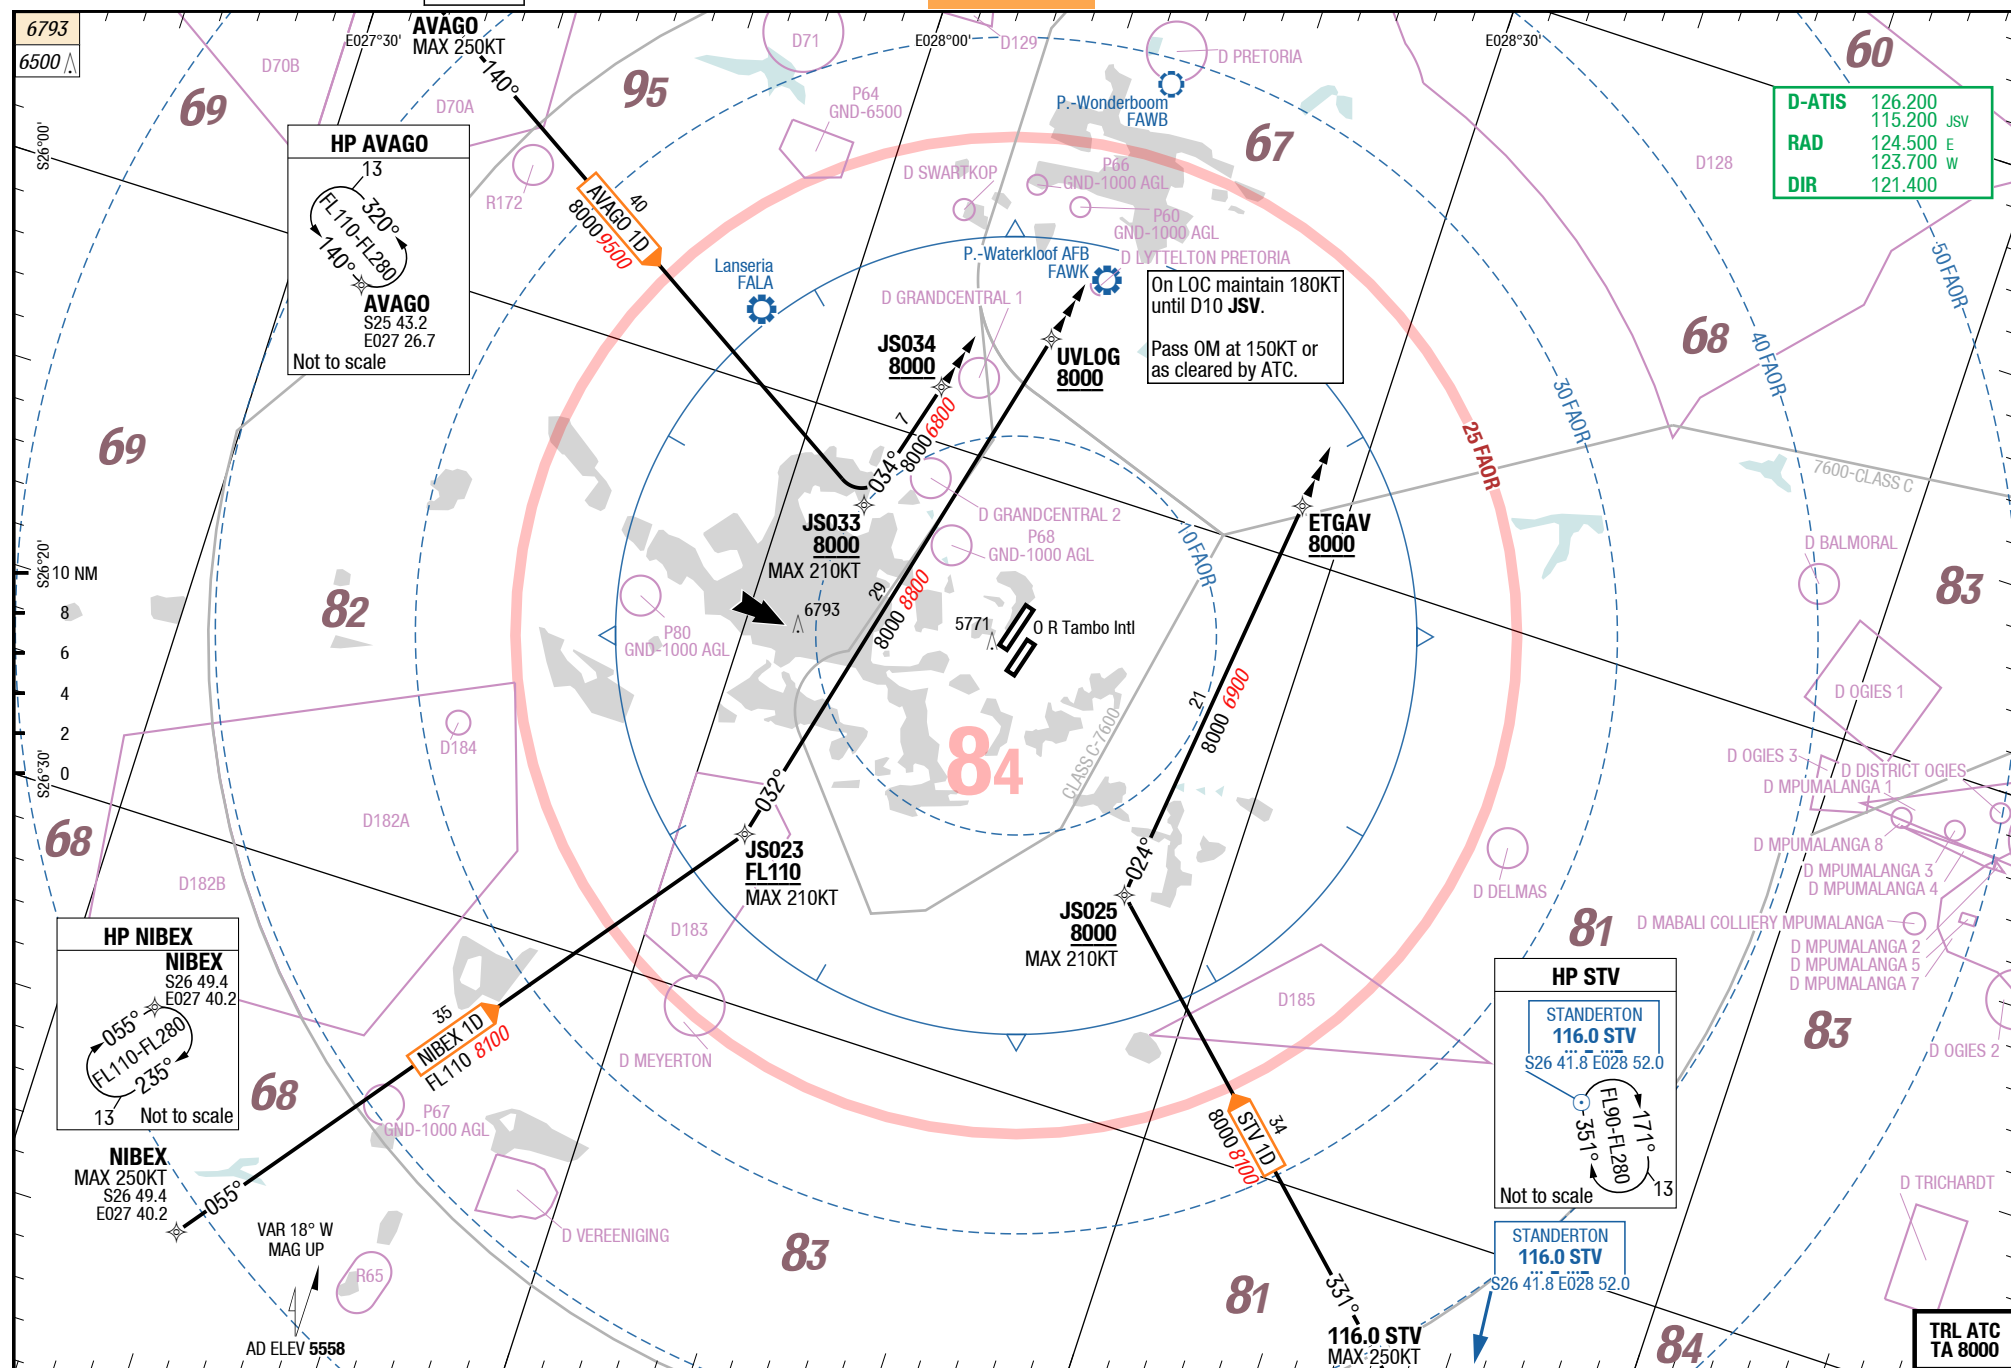 6793
6500
AVAGO
MAX 250KT
140°
E027°30'
E028°00'
E028°30'
D70B
D70A
69
95
D71
D129
D PRETORIA
P64
GND-6500
P.-Wonderboom
FAWB
67
60
D-ATIS 126.200
115.200 JSV
RAD 124.500 E
123.700 W
DIR 121.400
D128
S26°00'
HP AVAGO
13
320°
FL110-FL280
140°
AVAGO
S25 43.2
E027 26.7
Not to scale
R172
AVAGO 1D
40
8000 9500
D SWARTKOP
P66
GND-1000 AGL
P60
GND-1000 AGL
P.-Waterkloof AFB
FAWK
D LYTTELTON PRETORIA
Lanseria
FALA
D GRANDCENTRAL 1
On LOC maintain 180KT
until D10 JSV.
Pass OM at 150KT or
as cleared by ATC.
50 FAOR
40 FAOR
30 FAOR
25 FAOR
10 FAOR
68
JS034
8000
UVLOG
8000
7
8000 6800
034°
69
7600-CLASS C
JS033
8000
MAX 210KT
D GRANDCENTRAL 2
P68
GND-1000 AGL
ETGAV
8000
D BALMORAL
83
S26°20'
10 NM
8
6
4
2
0
82
6793
29
8000 8800
P80
GND-1000 AGL
5771
O R Tambo Intl
21
8000 6900
D OGIES 1
D184
84
CLASS C-7600
D OGIES 3
D DISTRICT OGIES
D MPUMALANGA 1
S26°30'
68
D182A
032°
JS023
FL110
MAX 210KT
024°
D MPUMALANGA 8
D MPUMALANGA 3
D MPUMALANGA 4
D182B
D DELMAS
D183
JS025
8000
MAX 210KT
81
D MABALI COLLIERY MPUMALANGA
D MPUMALANGA 2
D MPUMALANGA 5
D MPUMALANGA 7
HP NIBEX
NIBEX
S26 49.4
E027 40.2
055°
FL110-FL280
235°
13
Not to scale
35
NIBEX 1D
FL110 8100
68
D MEYERTON
D185
HP STV
STANDERTON
116.0 STV
S26 41.8 E028 52.0
FL90-FL280
171°
351°
13
Not to scale
83
D OGIES 2
P67
GND-1000 AGL
34
STV 1D
8000 8100
NIBEX
MAX 250KT
S26 49.4
E027 40.2
055°
D TRICHARDT
VAR 18° W
MAG UP
D VEREENIGING
R65
83
STANDERTON
116.0 STV
S26 41.8 E028 52.0
81
331°
AD ELEV 5558
116.0 STV
MAX 250KT
84
TRL ATC
TA 8000